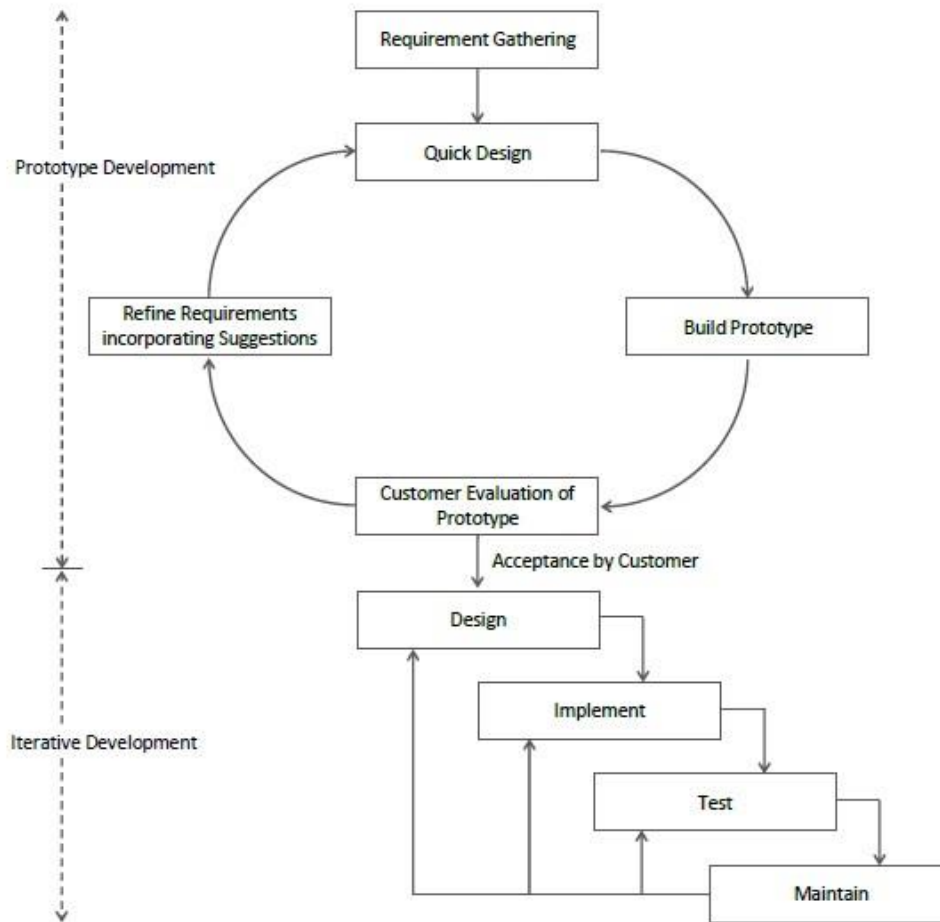 Requirement Gathering
Quick Design
Prototype Development
Refine Requirements
incorporating Suggestions
Build Prototype
Customer Evaluation of
Prototype
Acceptance by Customer
Design
Implement
Iterative Development
Test
Maintain